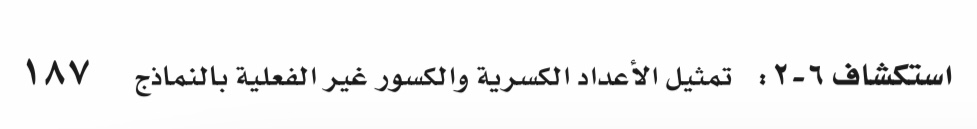 استكشاف ٦-٢ : تمثيل الأعداد الكسرية والكسور غير الفعلية بالنماذج ١٨٧